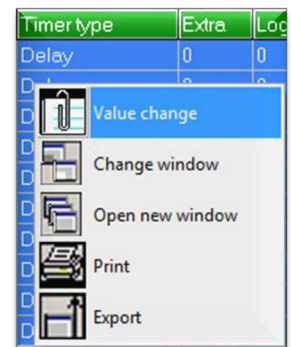 Timer type Extra Log
Delay 0 0
D
D Value change
D
D Change window
D
D Open new window
D
D Print
D
D Export